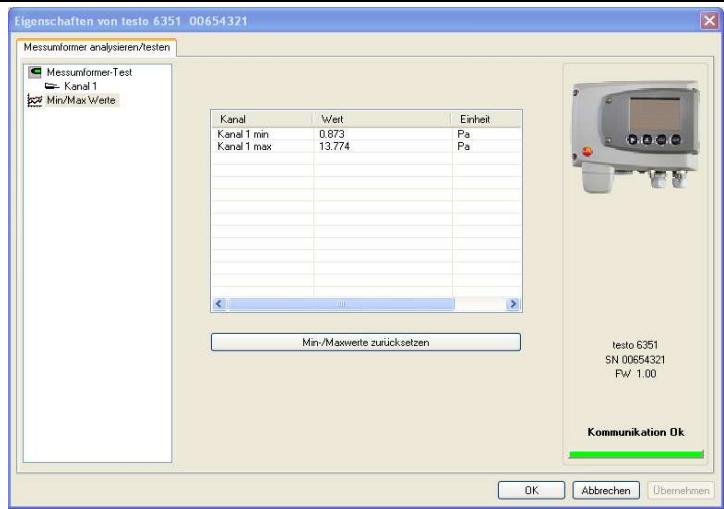 Eigenschaften von testo 6351 00654321
Messumformer analysieren/testen
Messumformer-Test
Kanal 1
Min/Max Werte
Kanal Wert Einheit
Kanal 1 min 0.873 Pa
Kanal 1 max 13.774 Pa
Min-/Maxwerte zurücksetzen
testo 6351
SN 00654321
FW 1.00
Kommunikation Ok
OK Abbrechen Übernehmen